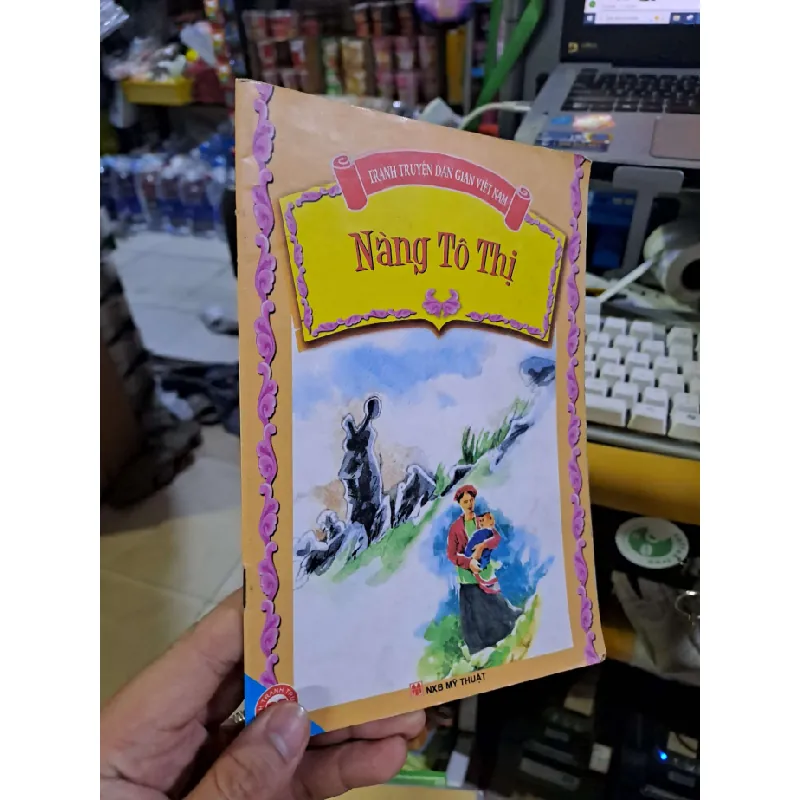 TRANH TRUYỆN DÂN GIAN VIỆT NAM
Nàng Tô Thị
NXB MỸ THUẬT